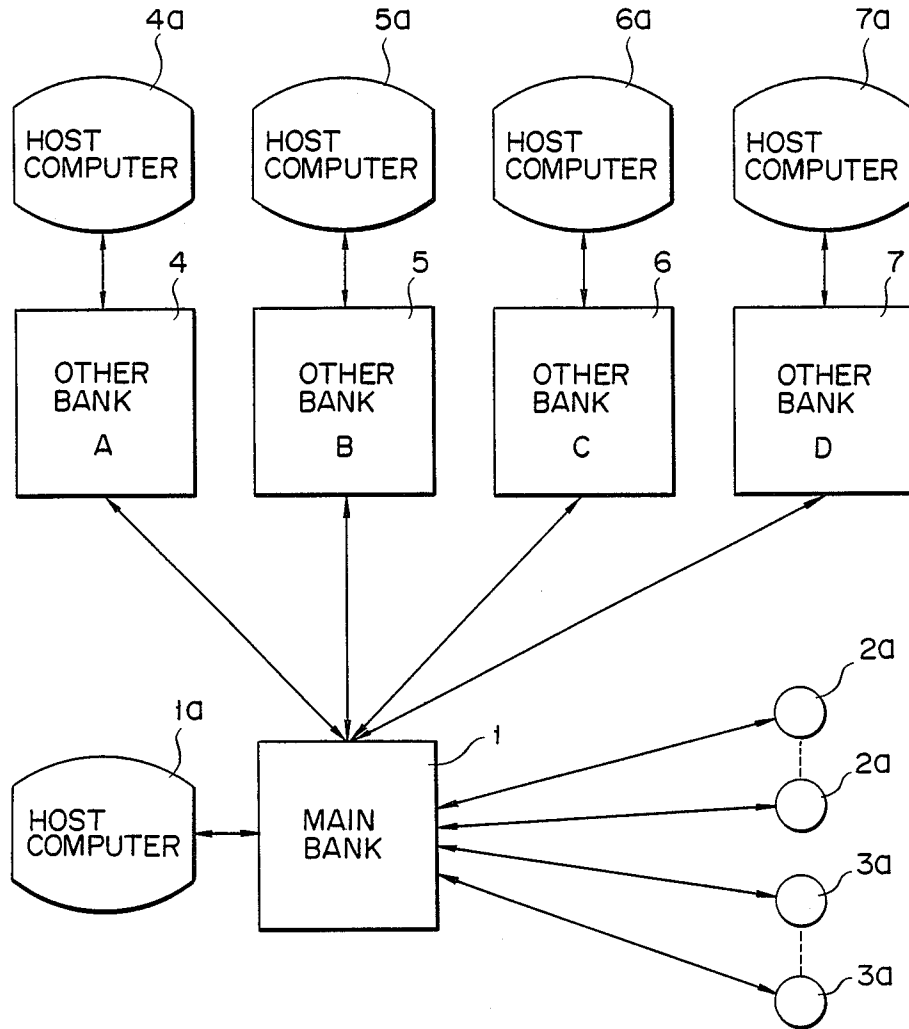 4a 5a 6a 7a
HOST COMPUTER
HOST COMPUTER
HOST COMPUTER
HOST COMPUTER
4 5 6 7
OTHER BANK A
OTHER BANK B
OTHER BANK C
OTHER BANK D
1a
HOST COMPUTER
1
MAIN BANK
2a
2a
3a
3a